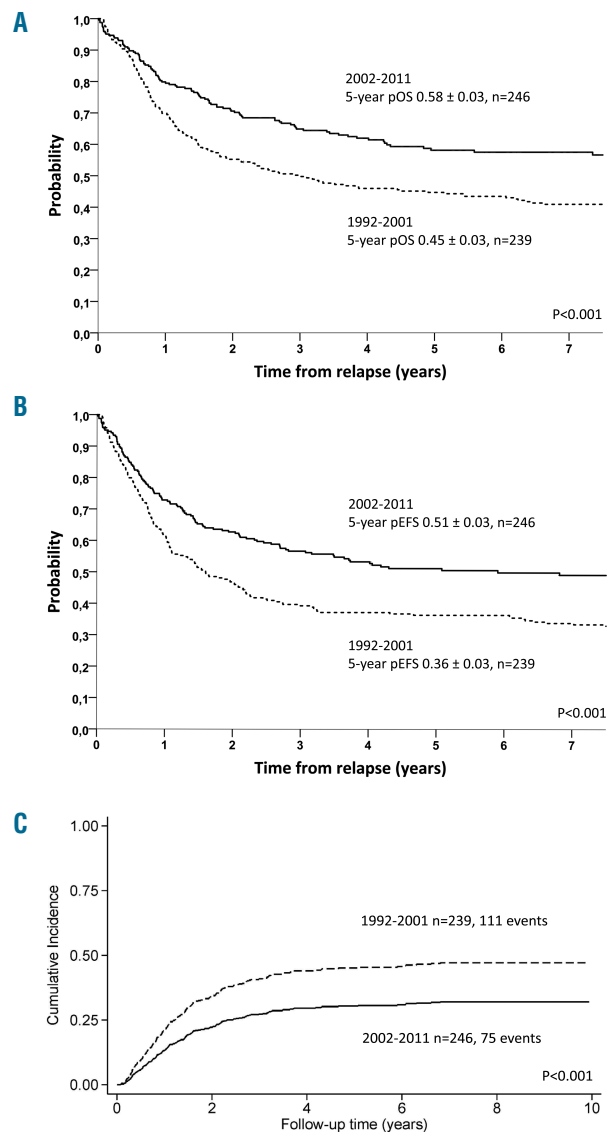 A
1,0
0,9
0,8
0,7
0,6
0,5
0,4
0,3
0,2
0,1
0,0
Probability
2002-2011
5-year pOS 0.58 ± 0.03, n=246
1992-2001
5-year pOS 0.45 ± 0.03, n=239
P<0.001
0 1 2 3 4 5 6 7
Time from relapse (years)
B
1,0
0,9
0,8
0,7
0,6
0,5
0,4
0,3
0,2
0,1
0,0
Probability
2002-2011
5-year pEFS 0.51 ± 0.03, n=246
1992-2001
5-year pEFS 0.36 ± 0.03, n=239
P<0.001
0 1 2 3 4 5 6 7
Time from relapse (years)
C
1.00
0.75
0.50
0.25
0.00
Cumulative Incidence
1992-2001 n=239, 111 events
2002-2011 n=246, 75 events
P<0.001
0 2 4 6 8 10
Follow-up time (years)